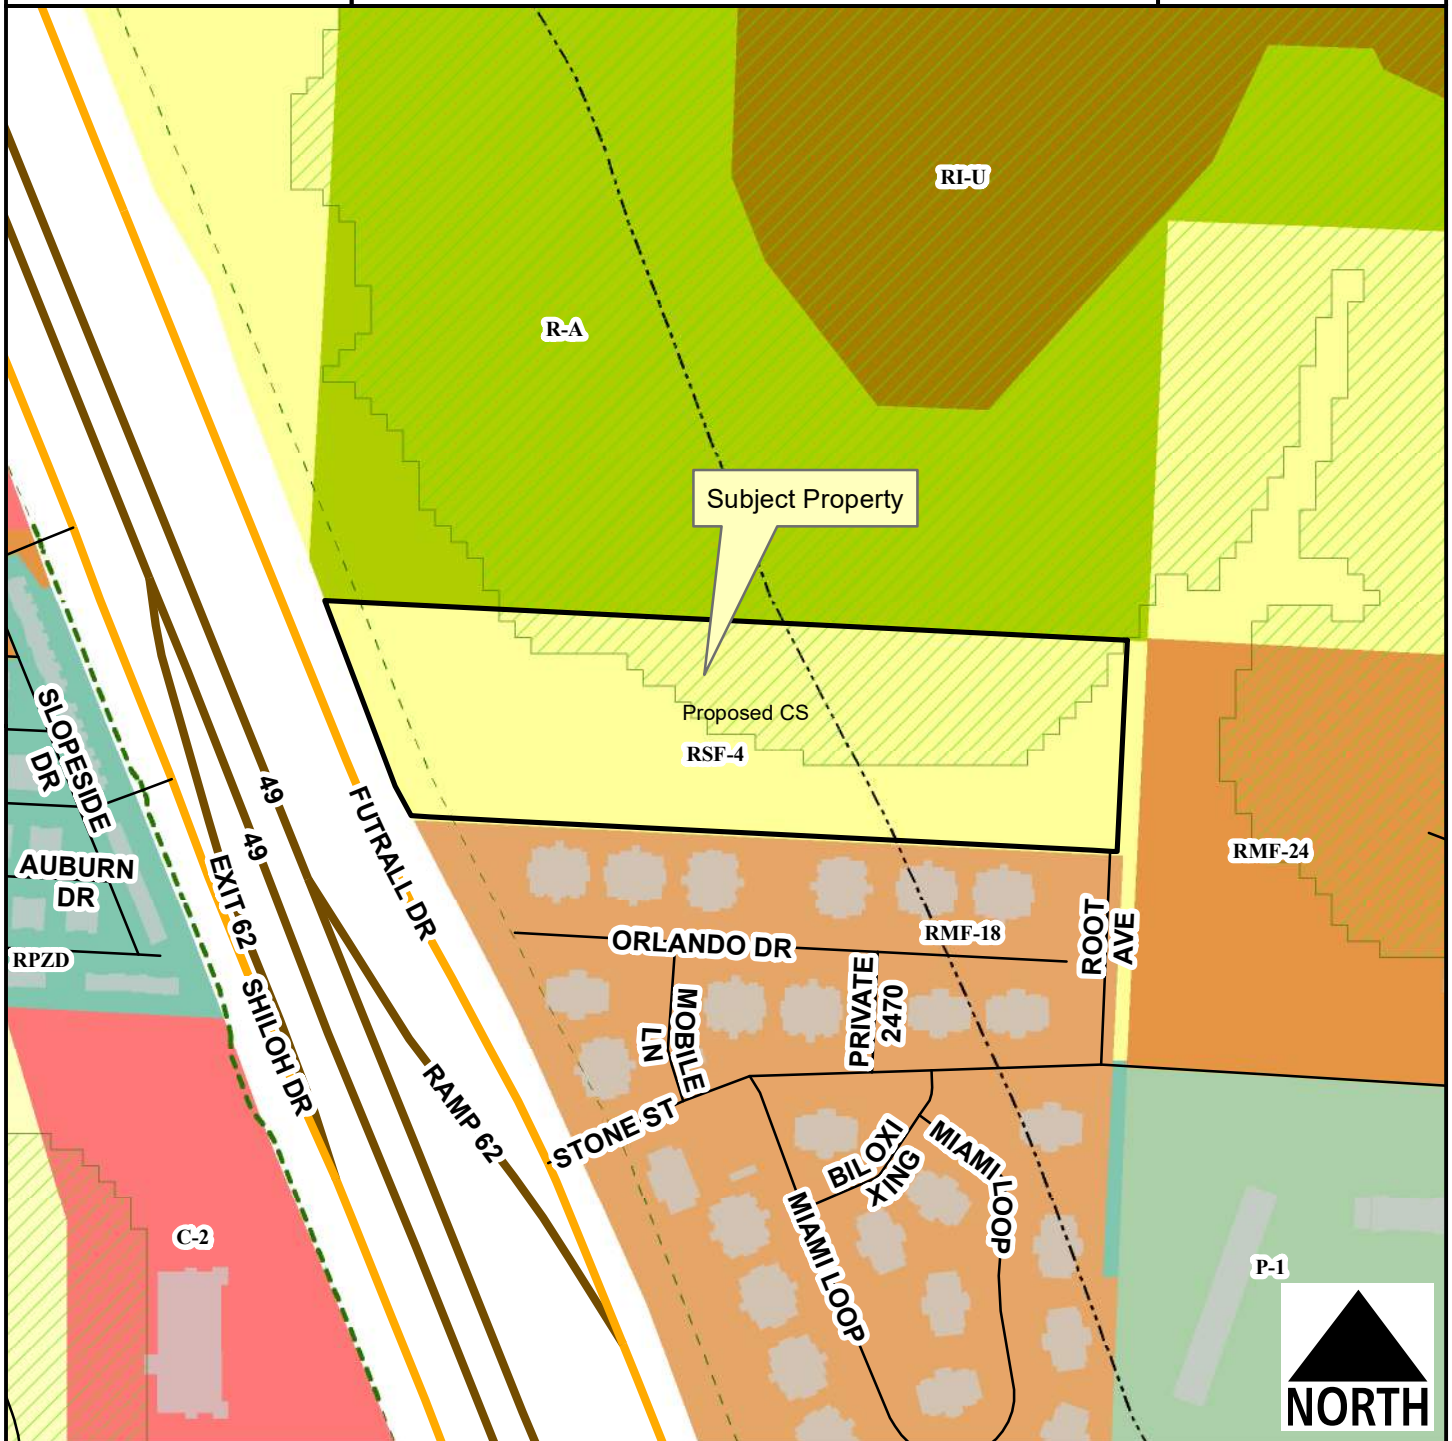 RI-U
R-A
Subject Property
Proposed CS
RSF-4
SLOPESIDE
DR
49
49
FUTRALL DR
AUBURN
DR
EXIT 62
RMF-24
RMF-18
ROOT
AVE
ORLANDO DR
RPZD
PRIVATE
2470
MOBILE
LN
SHILOH DR
RAMP 62
STONE ST
BILOXI
XING
MIAMI LOOP
MIAMI LOOP
C-2
P-1
NORTH